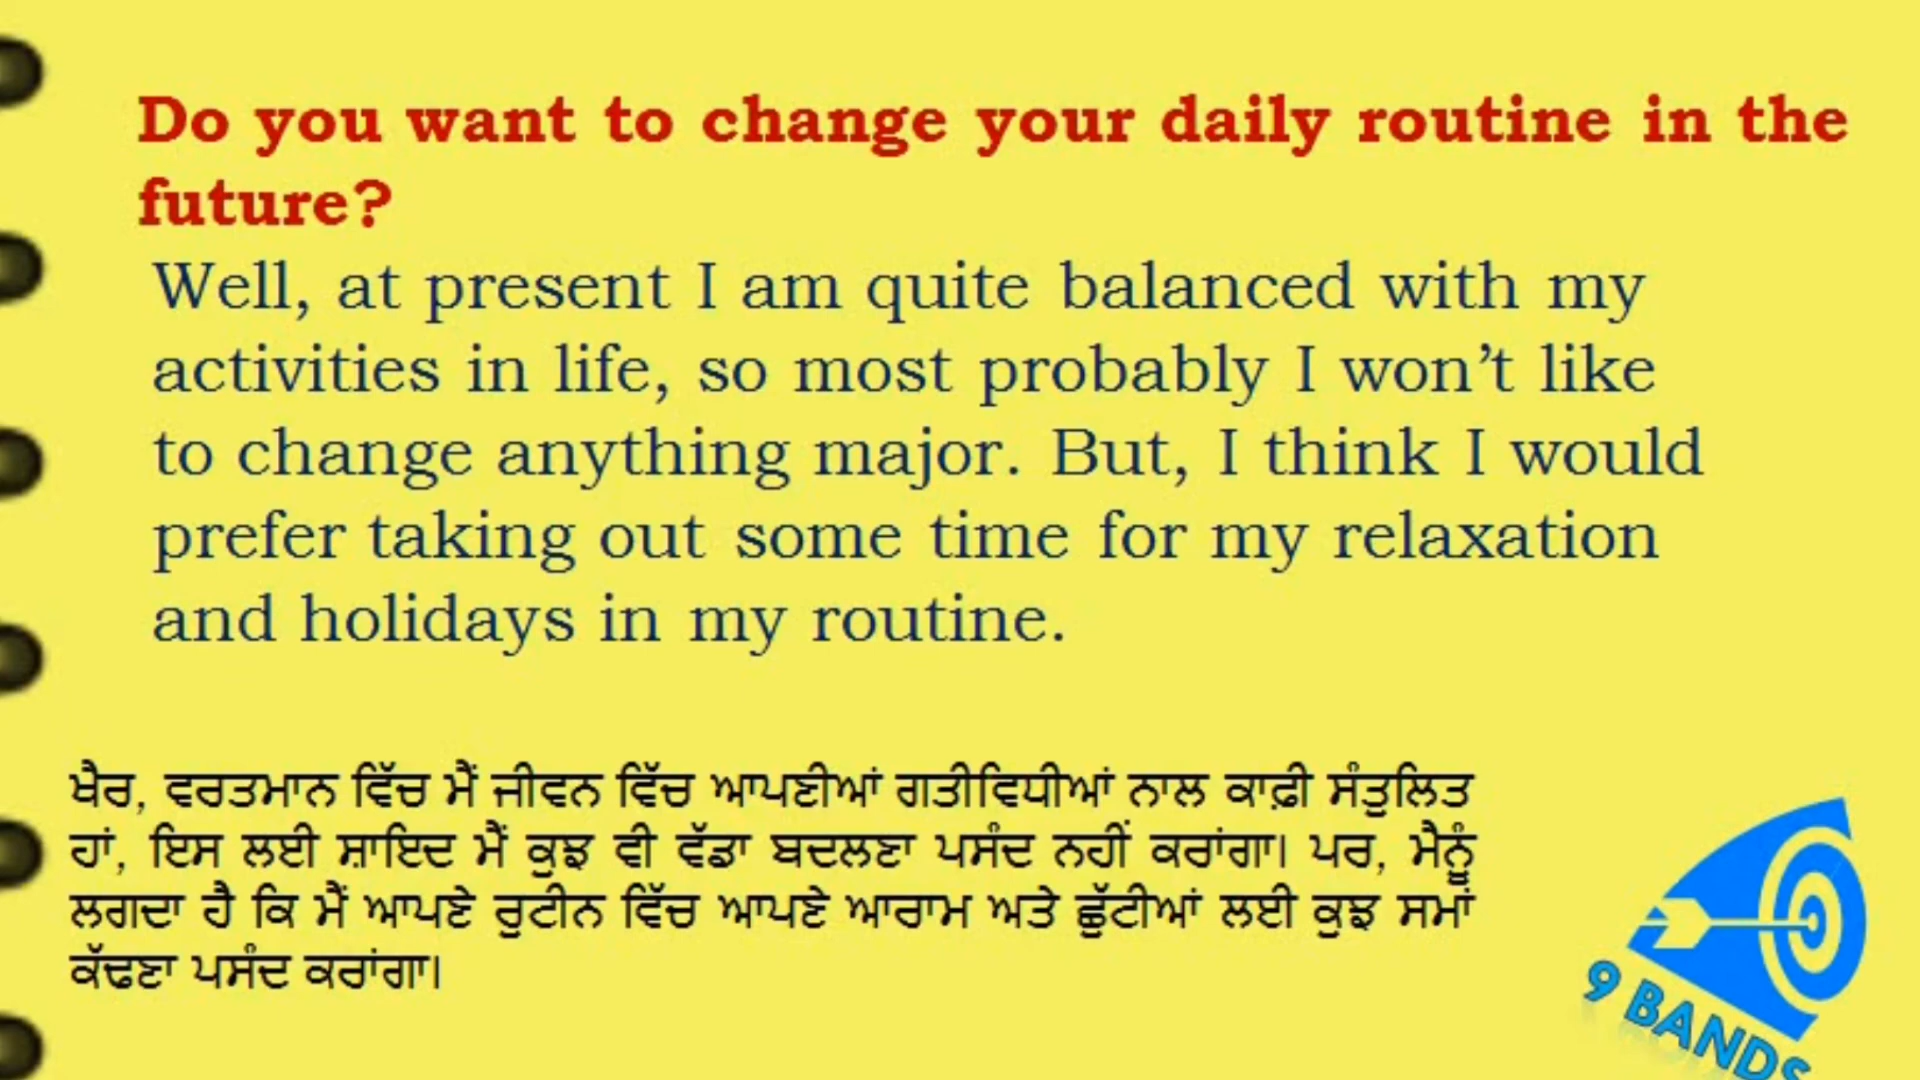 Do you want to change your daily routine in the
future?
Well, at present I am quite balanced with my
activities in life, so most probably I won’t like
to change anything major. But, I think I would
prefer taking out some time for my relaxation
and holidays in my routine.
ਖੈਰ, ਵਰਤਮਾਨ ਵਿੱਚ ਮੈਂ ਜੀਵਨ ਵਿੱਚ ਆਪਣੀਆਂ ਗਤੀਵਿਧੀਆਂ ਨਾਲ ਕਾਫ਼ੀ ਸੰਤੁਲਿਤ
ਹਾਂ, ਇਸ ਲਈ ਸ਼ਾਇਦ ਮੈਂ ਕੁਝ ਵੀ ਵੱਡਾ ਬਦਲਣਾ ਪਸੰਦ ਨਹੀਂ ਕਰਾਂਗਾ। ਪਰ, ਮੈਨੂੰ
ਲਗਦਾ ਹੈ ਕਿ ਮੈਂ ਆਪਣੇ ਰੁਟੀਨ ਵਿੱਚ ਆਪਣੇ ਆਰਾਮ ਅਤੇ ਛੁੱਟੀਆਂ ਲਈ ਕੁਝ ਸਮਾਂ
ਕੱਢਣਾ ਪਸੰਦ ਕਰਾਂਗਾ।
9 BANDS